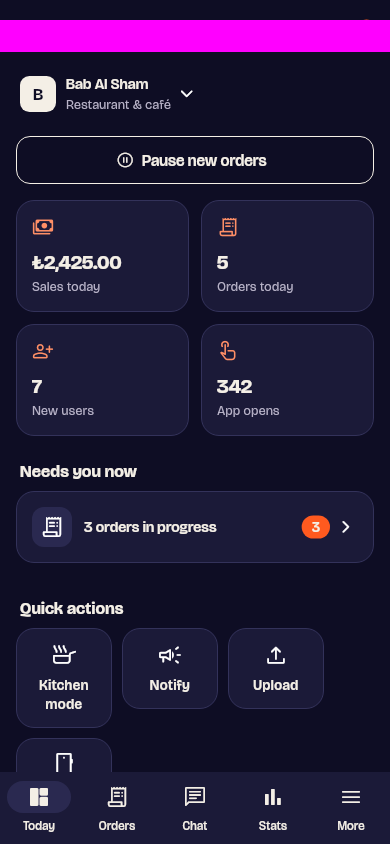 B
Bab Al Sham
Restaurant & café
Pause new orders
₺2,425.00
Sales today
5
Orders today
7
New users
342
App opens
Needs you now
3 orders in progress
3
Quick actions
Kitchen
mode
Notify
Upload
Today
Orders
Chat
Stats
More